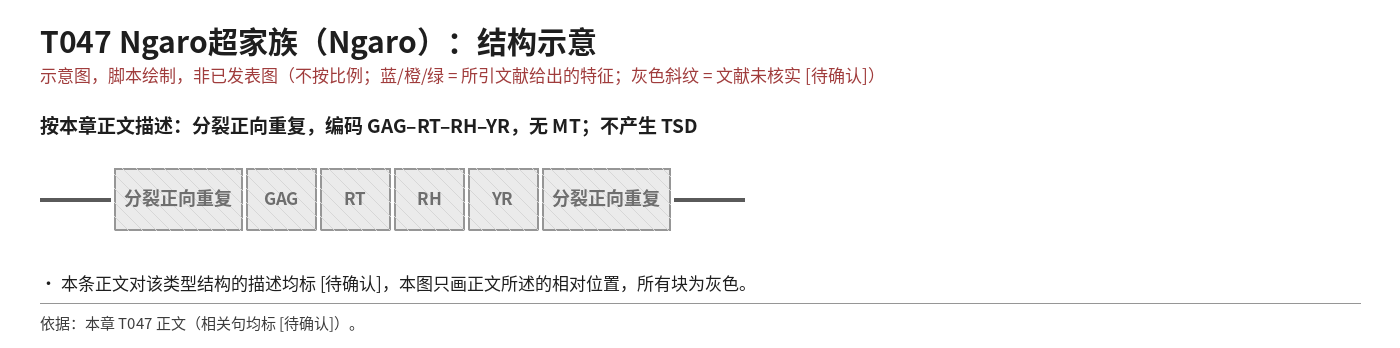 T047 Ngaro超家族（Ngaro）：结构示意
示意图，脚本绘制，非已发表图（不按比例；蓝/橙/绿 = 所引文献给出的特征；灰色斜纹 = 文献未核实 [待确认]）
按本章正文描述：分裂正向重复，编码 GAG–RT–RH–YR，无 MT；不产生 TSD
分裂正向重复 GAG RT RH YR 分裂正向重复
· 本条正文对该类型结构的描述均标 [待确认]，本图只画正文所述的相对位置，所有块为灰色。
依据：本章 T047 正文（相关句均标 [待确认]）。